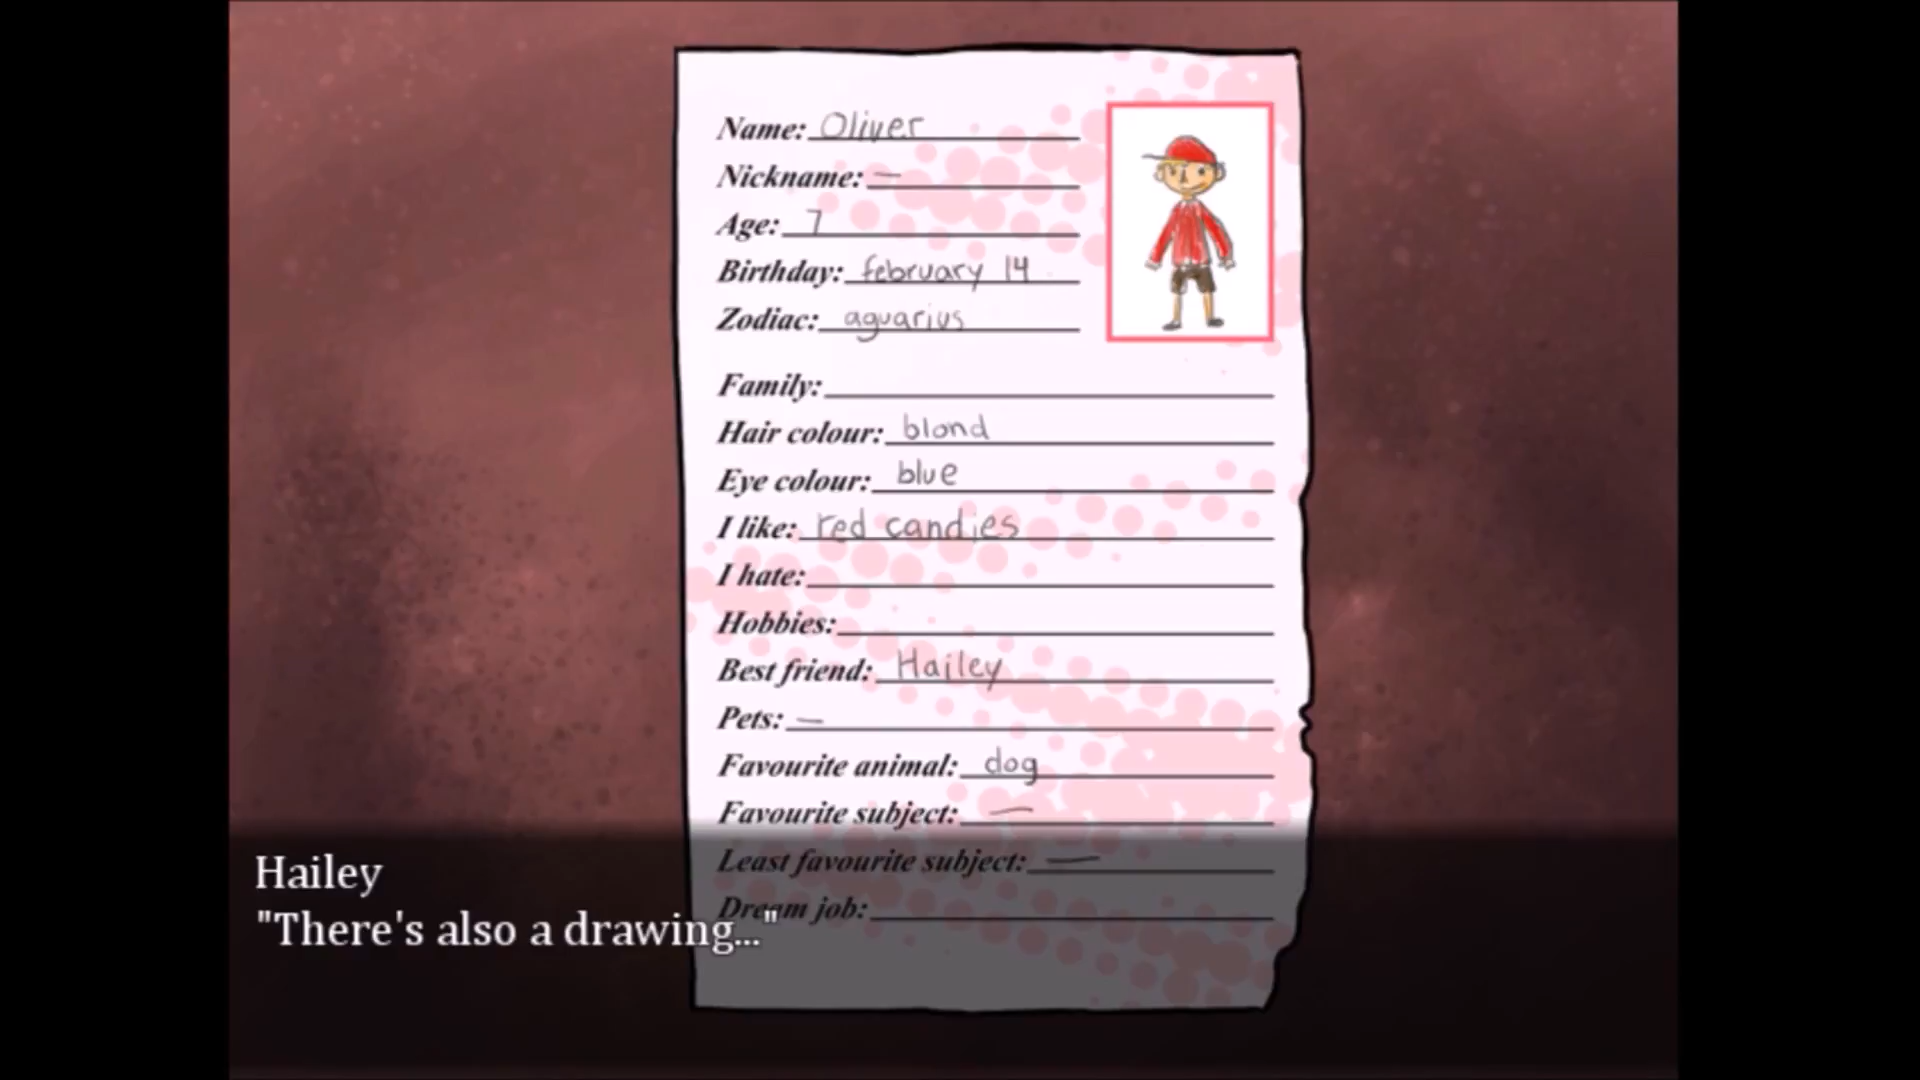 Name: Oliver
Nickname: —
Age: 7
Birthday: february 14
Zodiac: aguarius
Family:
Hair colour: blond
Eye colour: blue
I like: red candies
I hate:
Hobbies:
Best friend: Hailey
Pets: —
Favourite animal: dog
Favourite subject: —
Least favourite subject: —
Dream job:
Hailey
"There's also a drawing..."